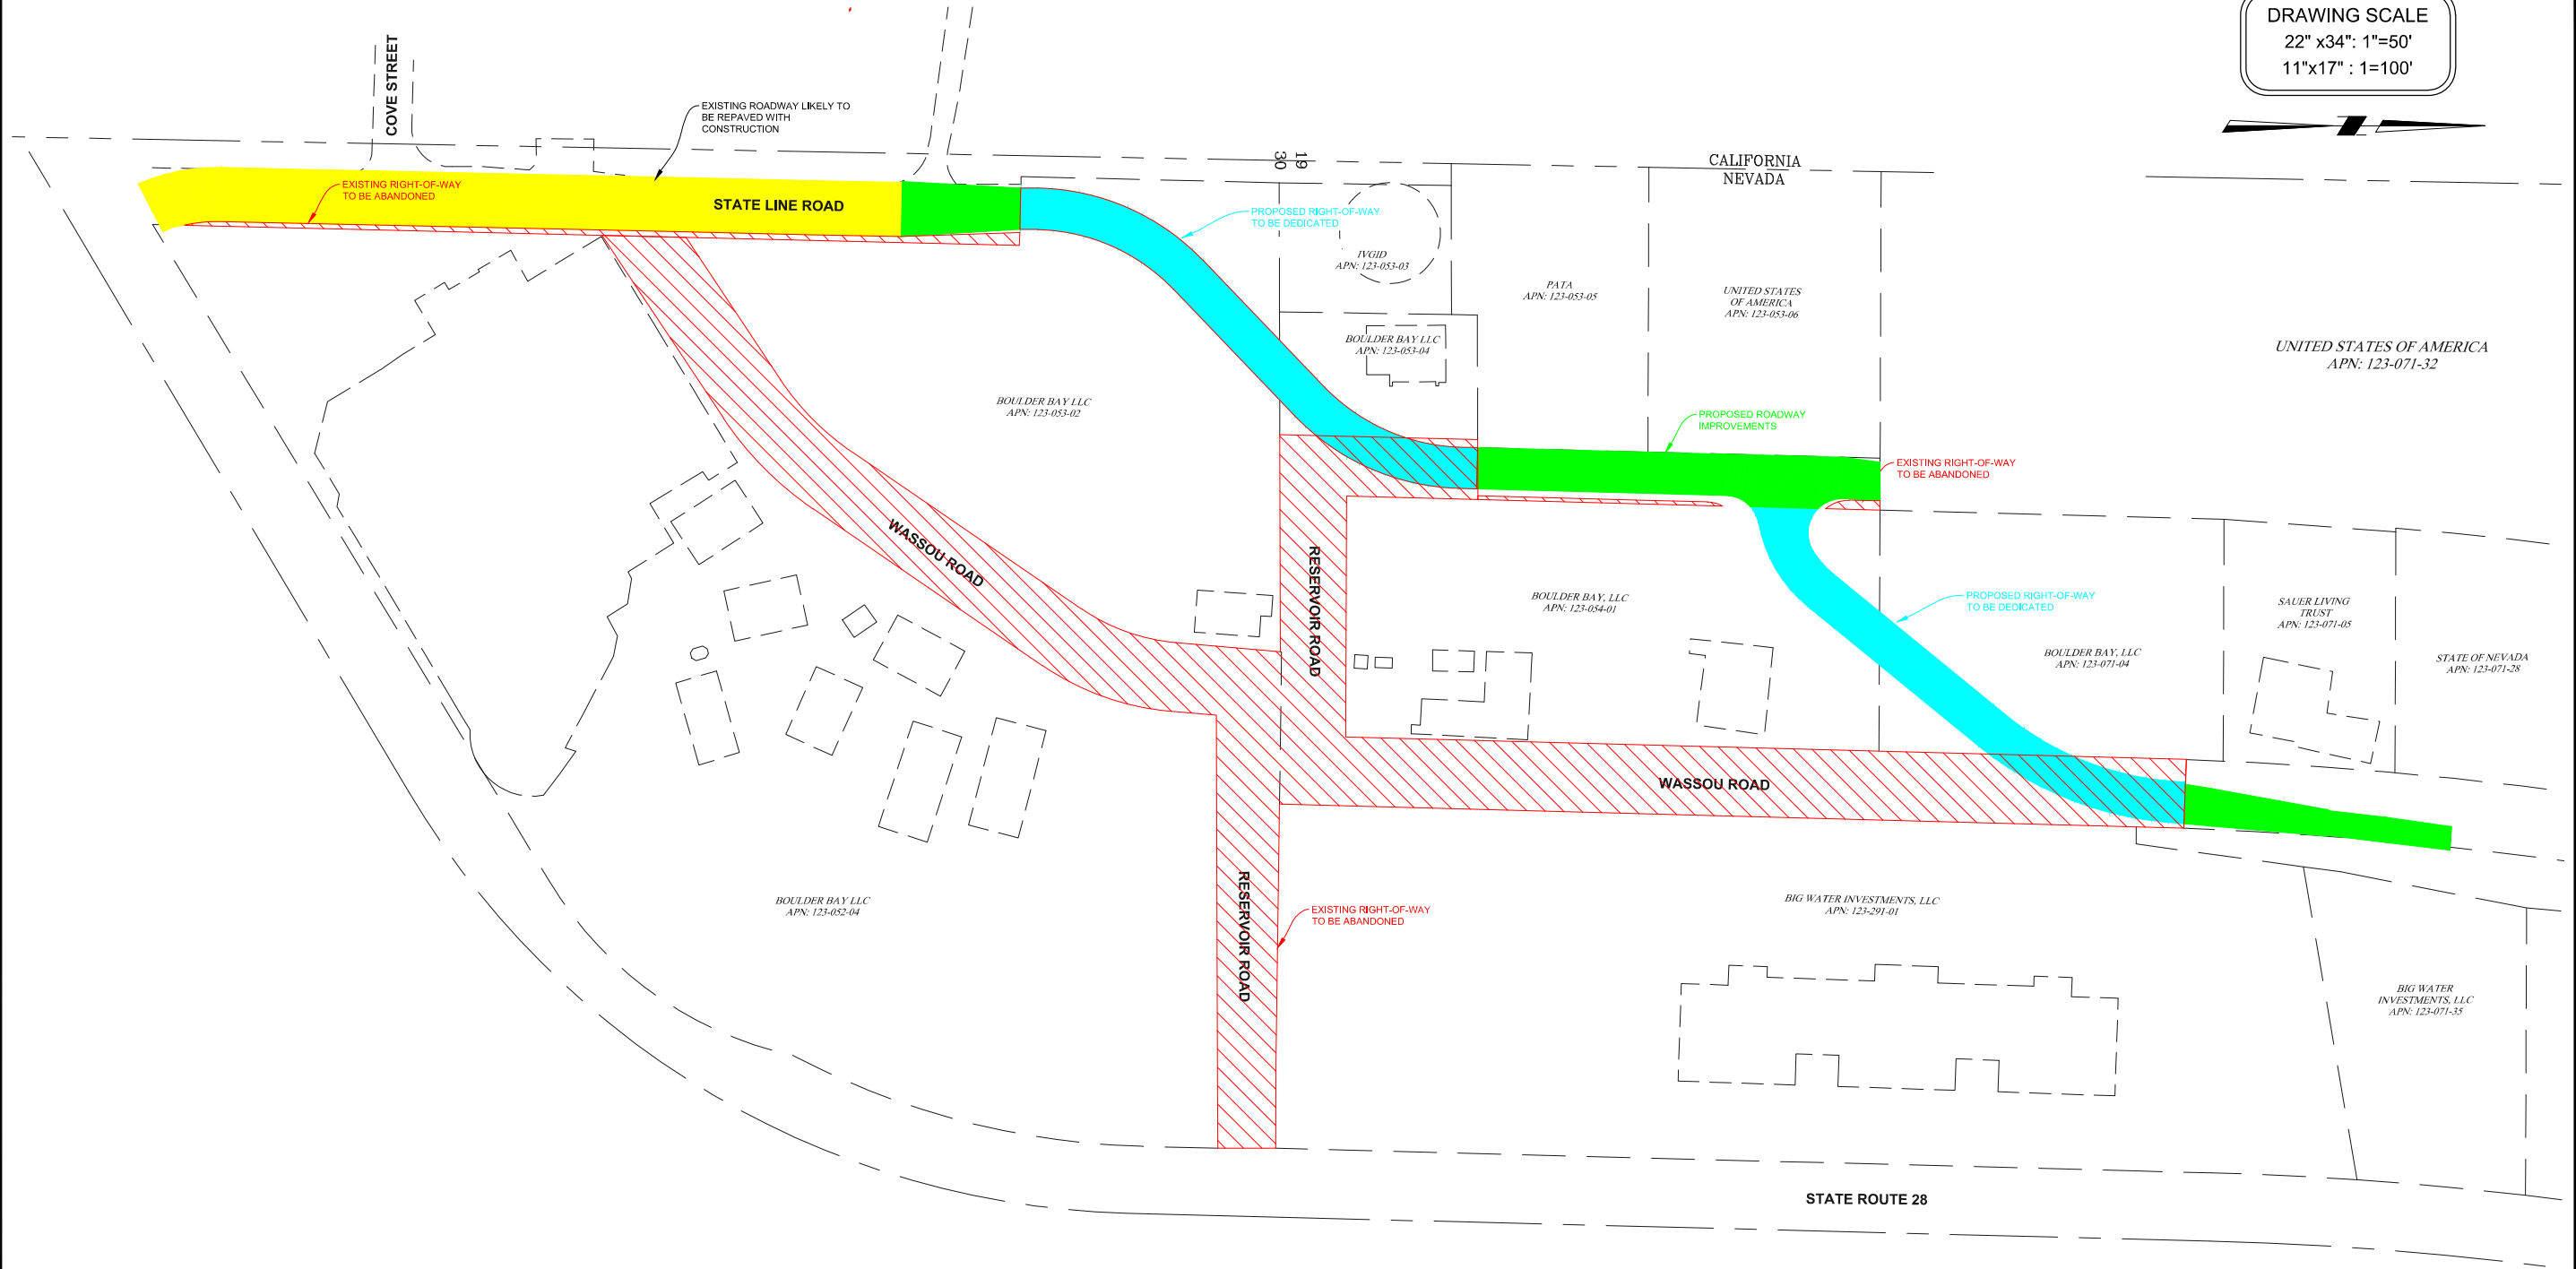 DRAWING SCALE
22" x34": 1"=50'
11"x17" : 1=100'
COVE STREET
EXISTING ROADWAY LIKELY TO
BE REPAVED WITH
CONSTRUCTION
30
19
CALIFORNIA
NEVADA
EXISTING RIGHT-OF-WAY
TO BE ABANDONED
STATE LINE ROAD
PROPOSED RIGHT-OF-WAY
TO BE DEDICATED
IVGID
APN: 123-053-03
PATA
APN: 123-053-05
UNITED STATES
OF AMERICA
APN: 123-053-06
UNITED STATES OF AMERICA
APN: 123-071-32
BOULDER BAY LLC
APN: 123-053-04
BOULDER BAY LLC
APN: 123-053-02
PROPOSED ROADWAY
IMPROVEMENTS
EXISTING RIGHT-OF-WAY
TO BE ABANDONED
WASSOU ROAD
RESERVOIR ROAD
BOULDER BAY, LLC
APN: 123-054-01
PROPOSED RIGHT-OF-WAY
TO BE DEDICATED
SAUER LIVING
TRUST
APN: 123-071-05
BOULDER BAY, LLC
APN: 123-071-04
STATE OF NEVADA
APN: 123-071-28
WASSOU ROAD
BOULDER BAY LLC
APN: 123-052-04
RESERVOIR ROAD
EXISTING RIGHT-OF-WAY
TO BE ABANDONED
BIG WATER INVESTMENTS, LLC
APN: 123-291-01
BIG WATER
INVESTMENTS, LLC
APN: 123-071-35
STATE ROUTE 28